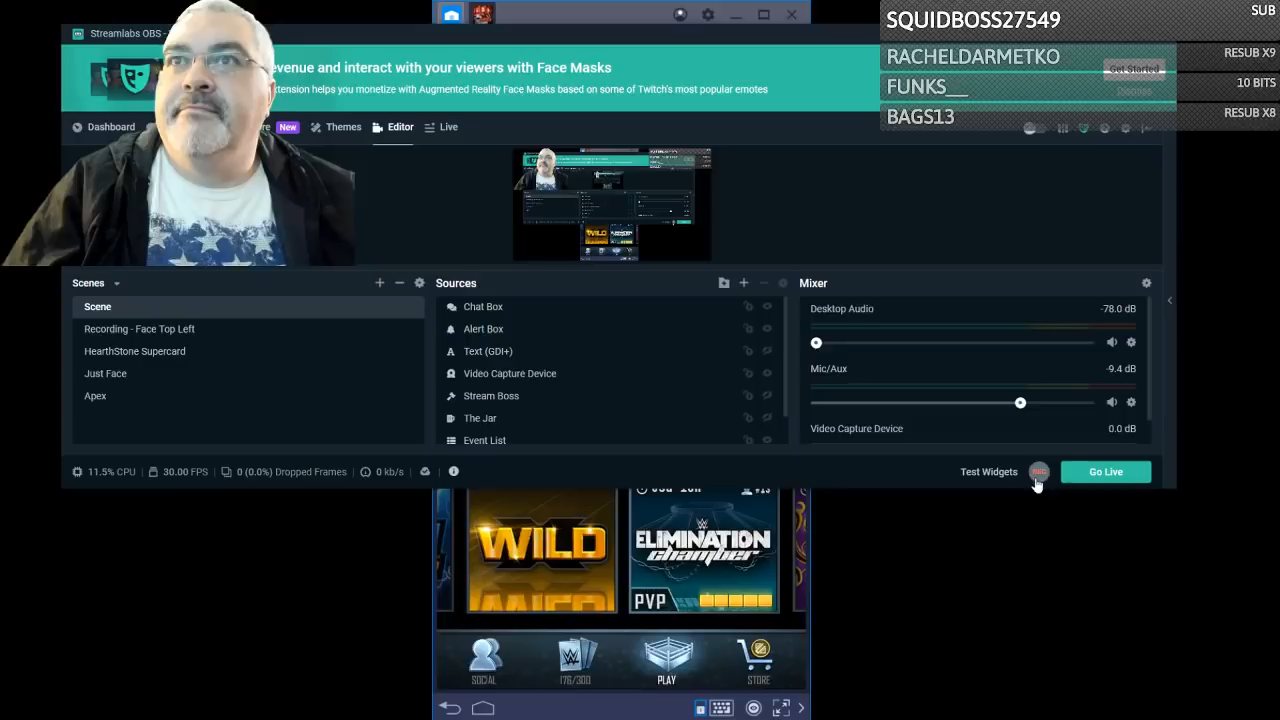 SQUIDBOSS27549 SUB
RACHELDARMETKO RESUB X9
FUNKS__ 10 BITS
BAGS13 RESUB X8
Streamlabs OBS -
evenue and interact with your viewers with Face Masks
tension helps you monetize with Augmented Reality Face Masks based on some of Twitch's most popular emotes
Get Started
Dismiss
Dashboard
re New Themes Editor Live
Scenes
Scene
Recording - Face Top Left
HearthStone Supercard
Just Face
Apex
Sources
Chat Box
Alert Box
Text (GDI+)
Video Capture Device
Stream Boss
The Jar
Event List
Mixer
Desktop Audio -78.0 dB
Mic/Aux -9.4 dB
Video Capture Device 0.0 dB
11.5% CPU 30.00 FPS 0 (0.0%) Dropped Frames 0 kb/s
Test Widgets REC Go Live
WILD
ELIMINATION
CHAMBER
PVP
SOCIAL 176/300 PLAY STORE